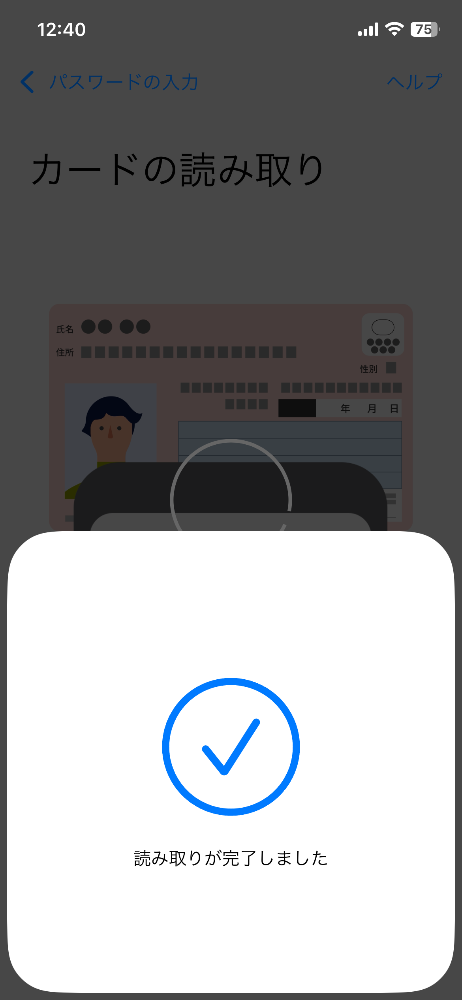 12:40
75
パスワードの入力
ヘルプ
カードの読み取り
氏名
住所
性別
年 月 日
読み取りが完了しました